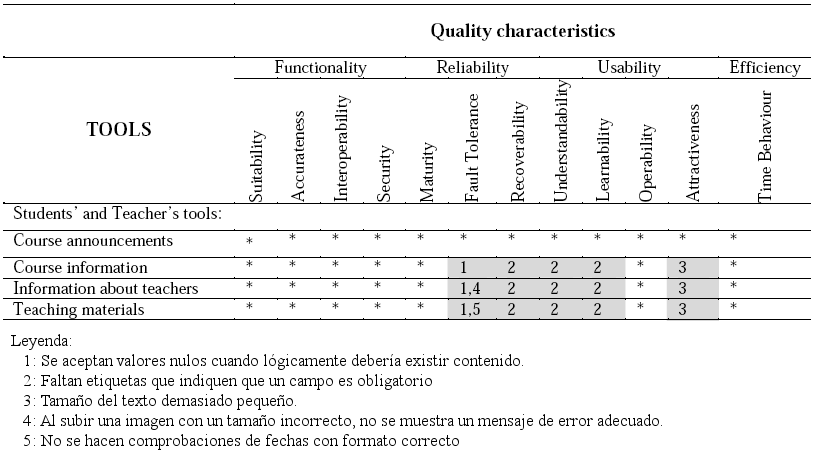 Quality characteristics
Functionality Reliability Usability Efficiency
TOOLS Suitability Accurateness Interoperability Security Maturity Fault Tolerance Recoverability Understandability Learnability Operability Attractiveness Time Behaviour
Students’ and Teacher’s tools:
Course announcements * * * * * * * * * * * *
Course information * * * * * 1 2 2 2 * 3 *
Information about teachers * * * * * 1,4 2 2 2 * 3 *
Teaching materials * * * * * 1,5 2 2 2 * 3 *
Leyenda:
1: Se aceptan valores nulos cuando lógicamente debería existir contenido.
2: Faltan etiquetas que indiquen que un campo es obligatorio
3: Tamaño del texto demasiado pequeño.
4: Al subir una imagen con un tamaño incorrecto, no se muestra un mensaje de error adecuado.
5: No se hacen comprobaciones de fechas con formato correcto